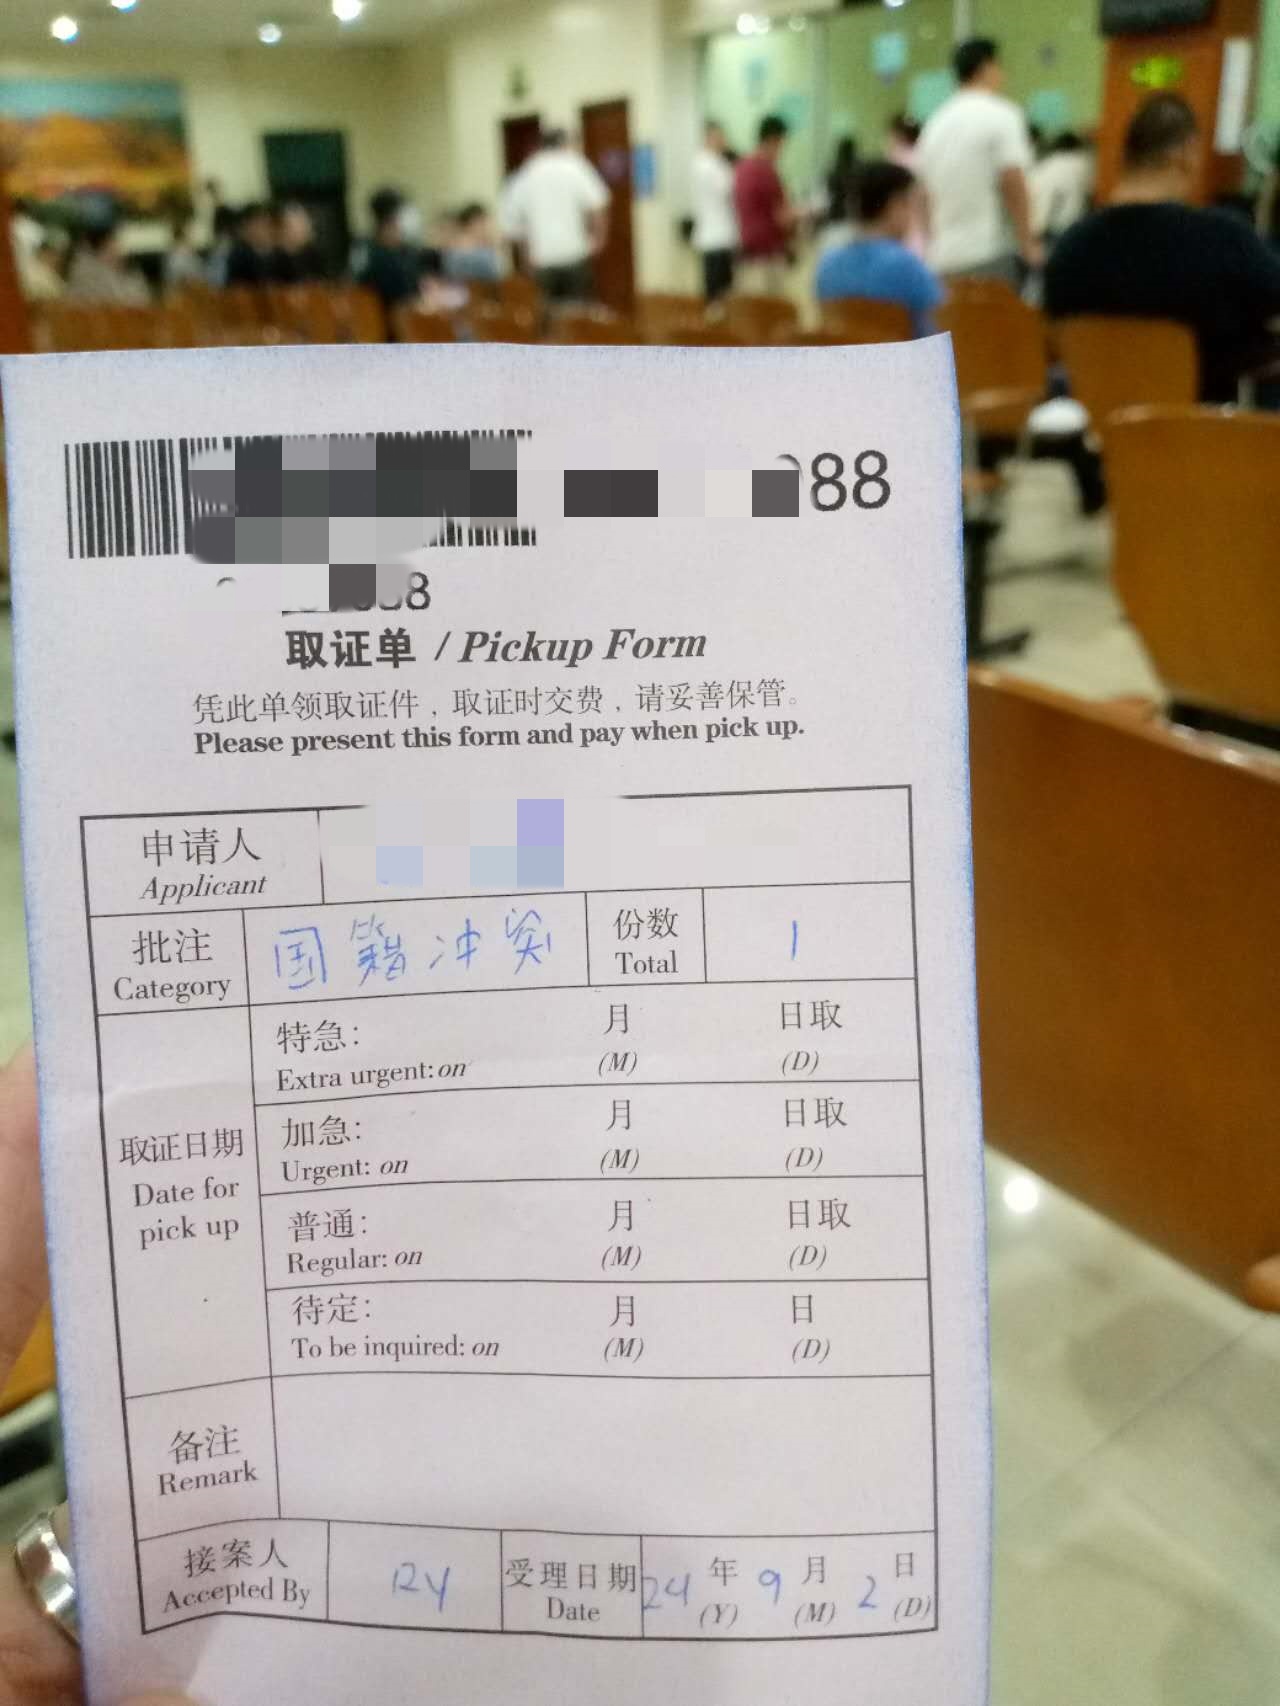 88
8
取证单 / Pickup Form
凭此单领取证件，取证时交费，请妥善保管。
Please present this form and pay when pick up.
申请人
Applicant
批注 国籍冲突 份数 1
Category Total
特急： 月 日取
Extra urgent: on (M) (D)
加急： 月 日取
Urgent: on (M) (D)
取证日期
Date for
pick up
普通： 月 日取
Regular: on (M) (D)
待定： 月 日
To be inquired: on (M) (D)
备注
Remark
接案人 RY 受理日期 24 年 9 月 2 日
Accepted By Date (Y) (M) (D)